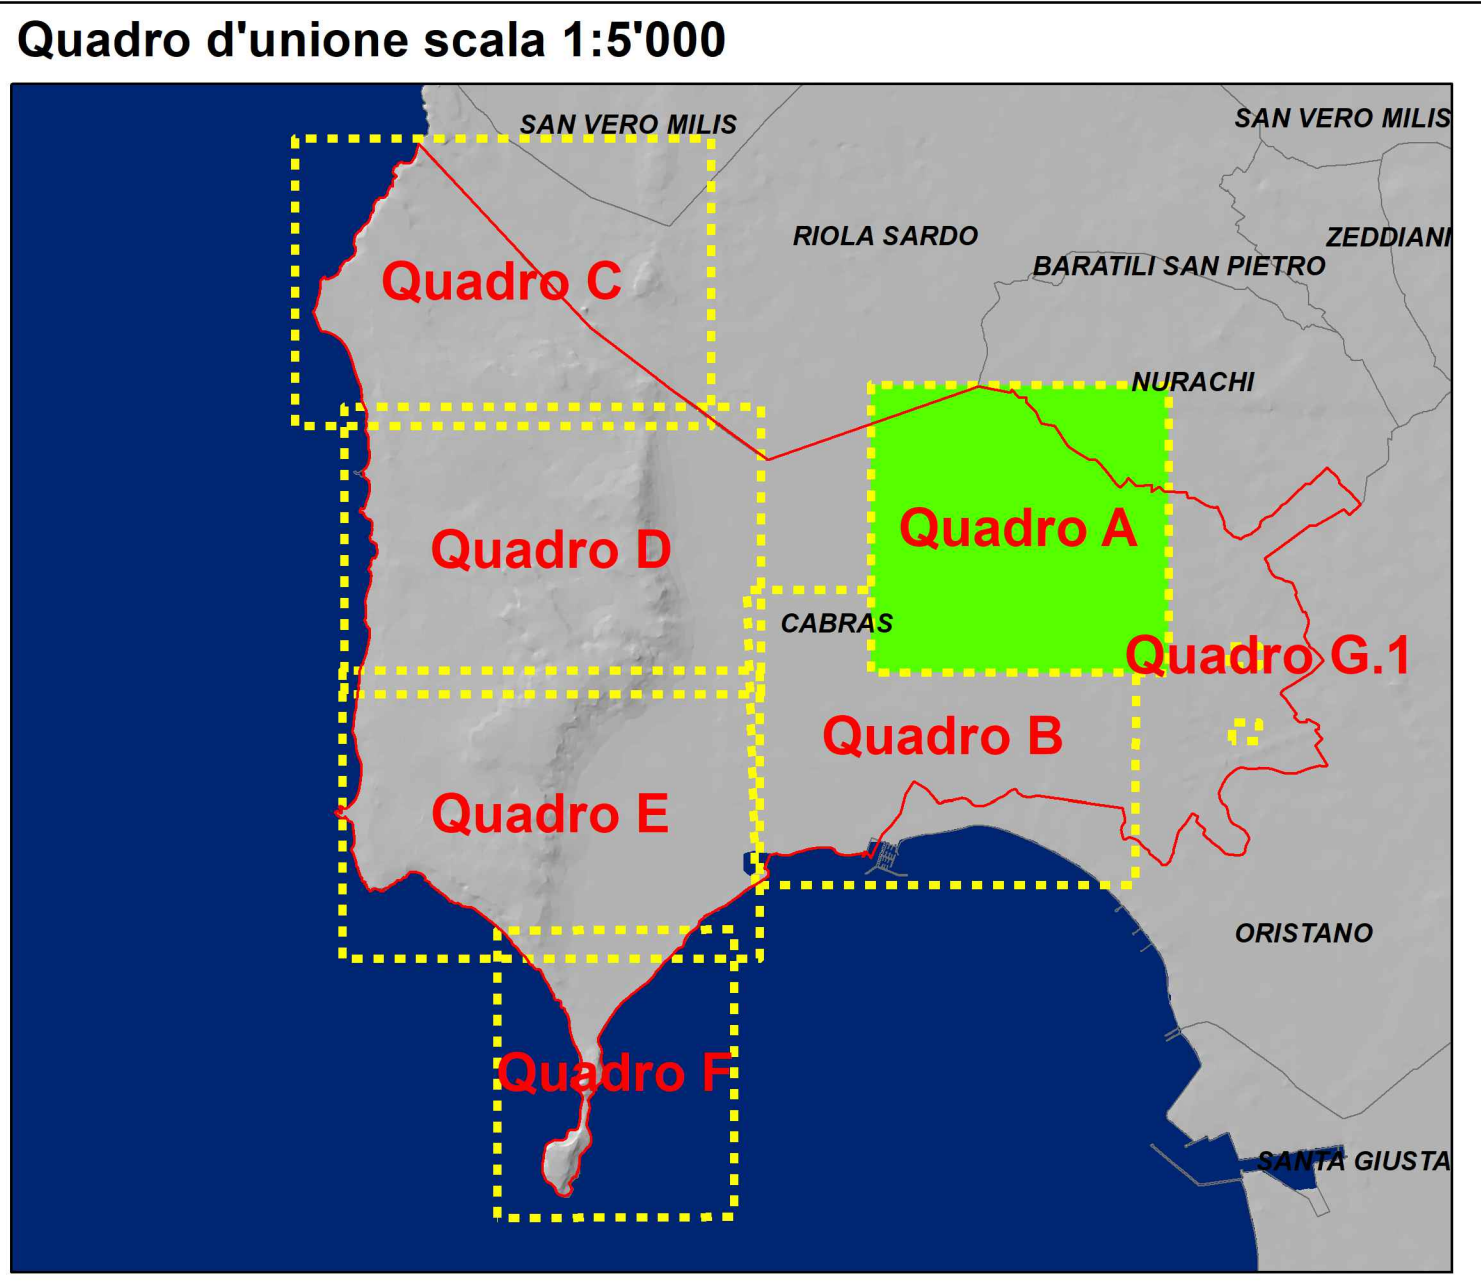 Quadro d'unione scala 1:5'000
SAN VERO MILIS
SAN VERO MILIS
RIOLA SARDO
ZEDDIANI
BARATILI SAN PIETRO
Quadro C
NURACHI
Quadro A
Quadro D
CABRAS
Quadro G.1
Quadro B
Quadro E
ORISTANO
Quadro F
SANTA GIUSTA